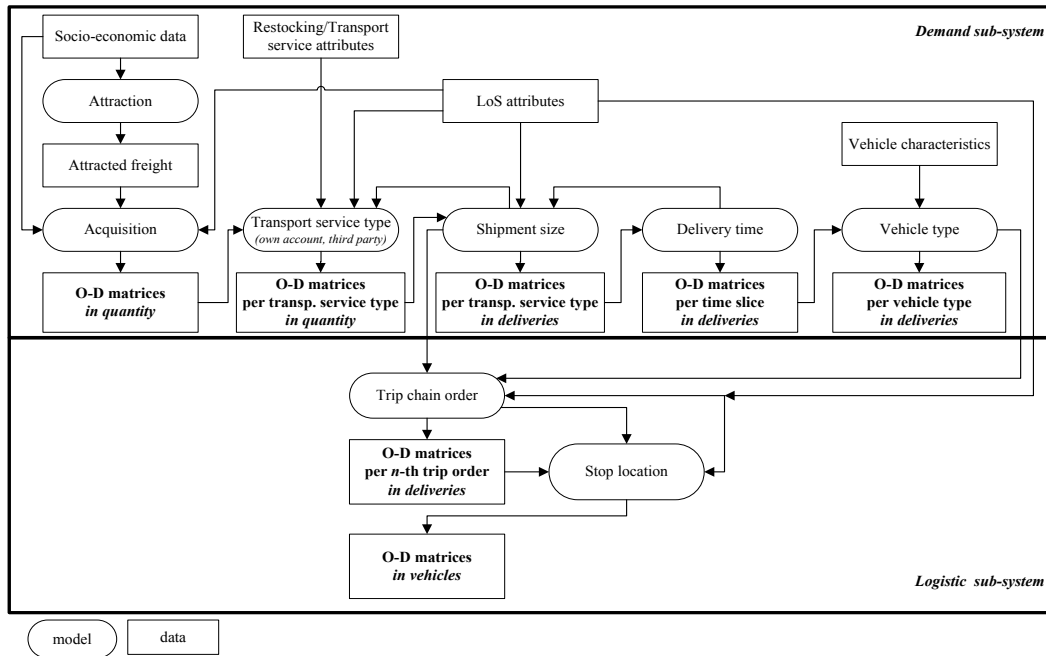 Socio-economic data
Restocking/Transport
service attributes
Demand sub-system
Attraction
LoS attributes
Attracted freight
Vehicle characteristics
Acquisition
Transport service type
(own account, third party)
Shipment size
Delivery time
Vehicle type
O-D matrices
in quantity
O-D matrices
per transp. service type
in quantity
O-D matrices
per transp. service type
in deliveries
O-D matrices
per time slice
in deliveries
O-D matrices
per vehicle type
in deliveries
Trip chain order
O-D matrices
per n-th trip order
in deliveries
Stop location
O-D matrices
in vehicles
Logistic sub-system
model
data